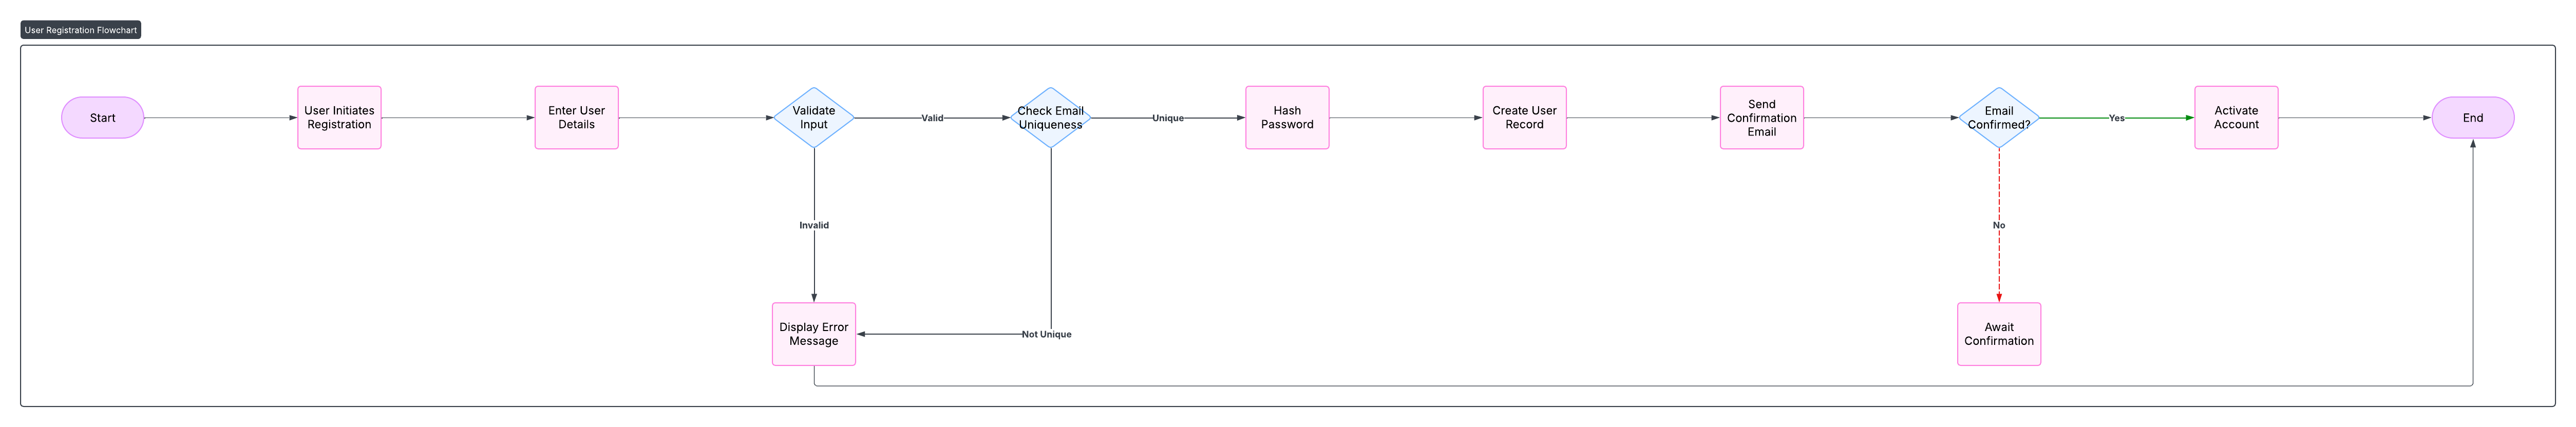 User Registration Flowchart
Start
User Initiates
Registration
Enter User
Details
Validate
Input
Valid
Check Email
Uniqueness
Unique
Hash
Password
Create User
Record
Send
Confirmation
Email
Email
Confirmed?
Yes
Activate
Account
End
Invalid
No
Display Error
Message
Not Unique
Await
Confirmation